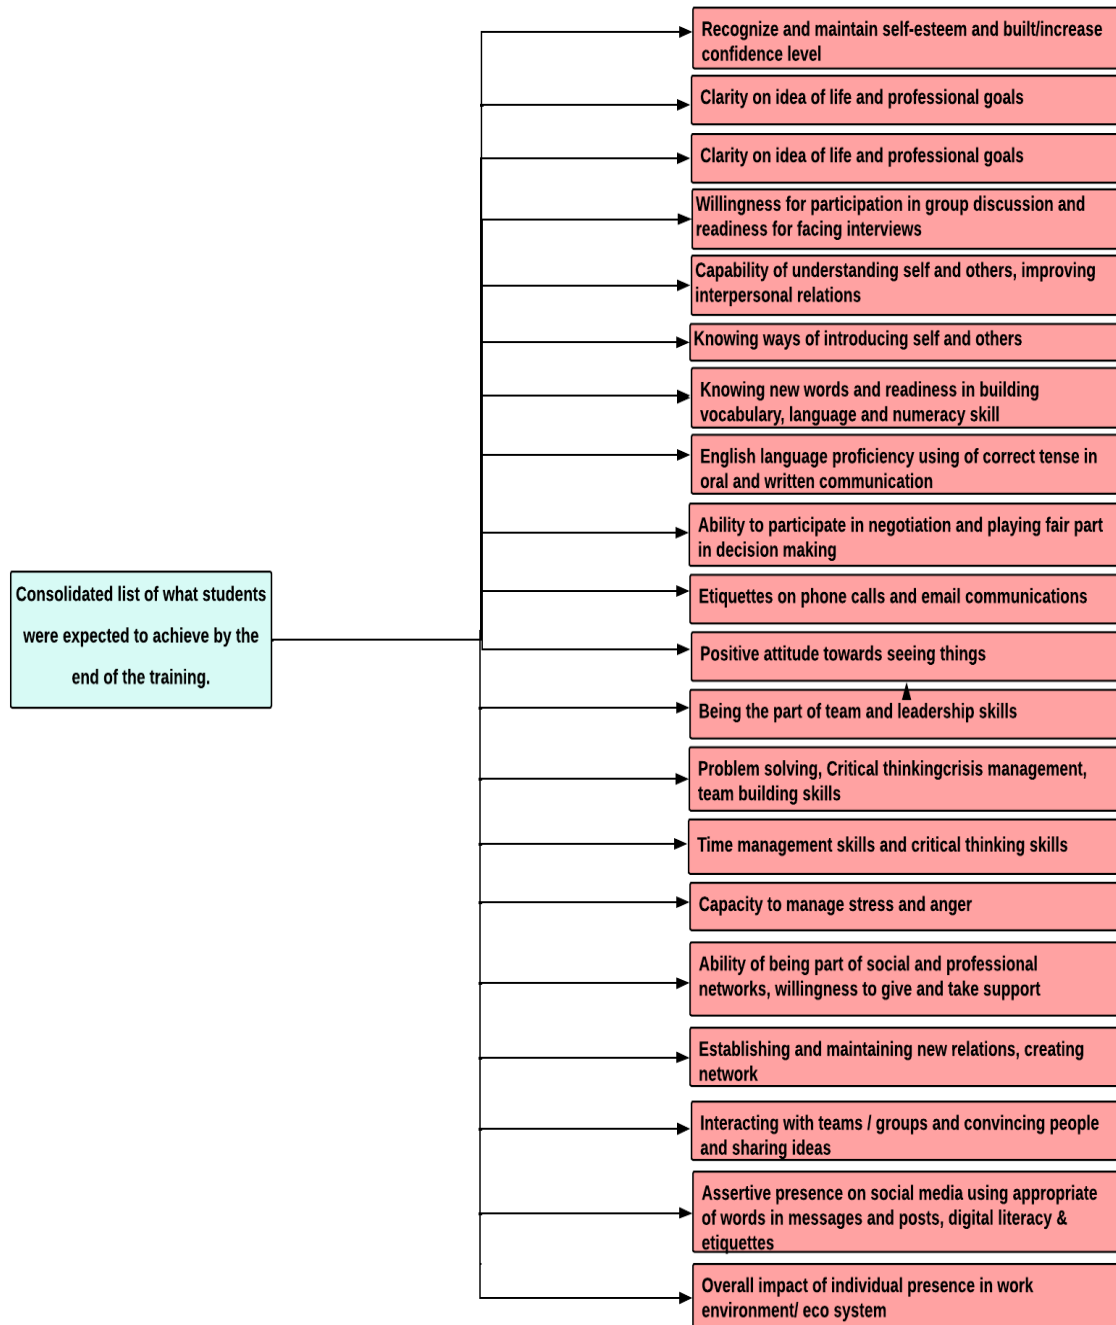 Recognize and maintain self-esteem and built/increase
confidence level
Clarity on idea of life and professional goals
Clarity on idea of life and professional goals
Willingness for participation in group discussion and
readiness for facing interviews
Capability of understanding self and others, improving
interpersonal relations
Knowing ways of introducing self and others
Knowing new words and readiness in building
vocabulary, language and numeracy skill
English language proficiency using of correct tense in
oral and written communication
Ability to participate in negotiation and playing fair part
in decision making
Consolidated list of what students
were expected to achieve by the
end of the training.
Etiquettes on phone calls and email communications
Positive attitude towards seeing things
Being the part of team and leadership skills
Problem solving, Critical thinkingcrisis management,
team building skills
Time management skills and critical thinking skills
Capacity to manage stress and anger
Ability of being part of social and professional
networks, willingness to give and take support
Establishing and maintaining new relations, creating
network
Interacting with teams / groups and convincing people
and sharing ideas
Assertive presence on social media using appropriate
of words in messages and posts, digital literacy &
etiquettes
Overall impact of individual presence in work
environment/ eco system